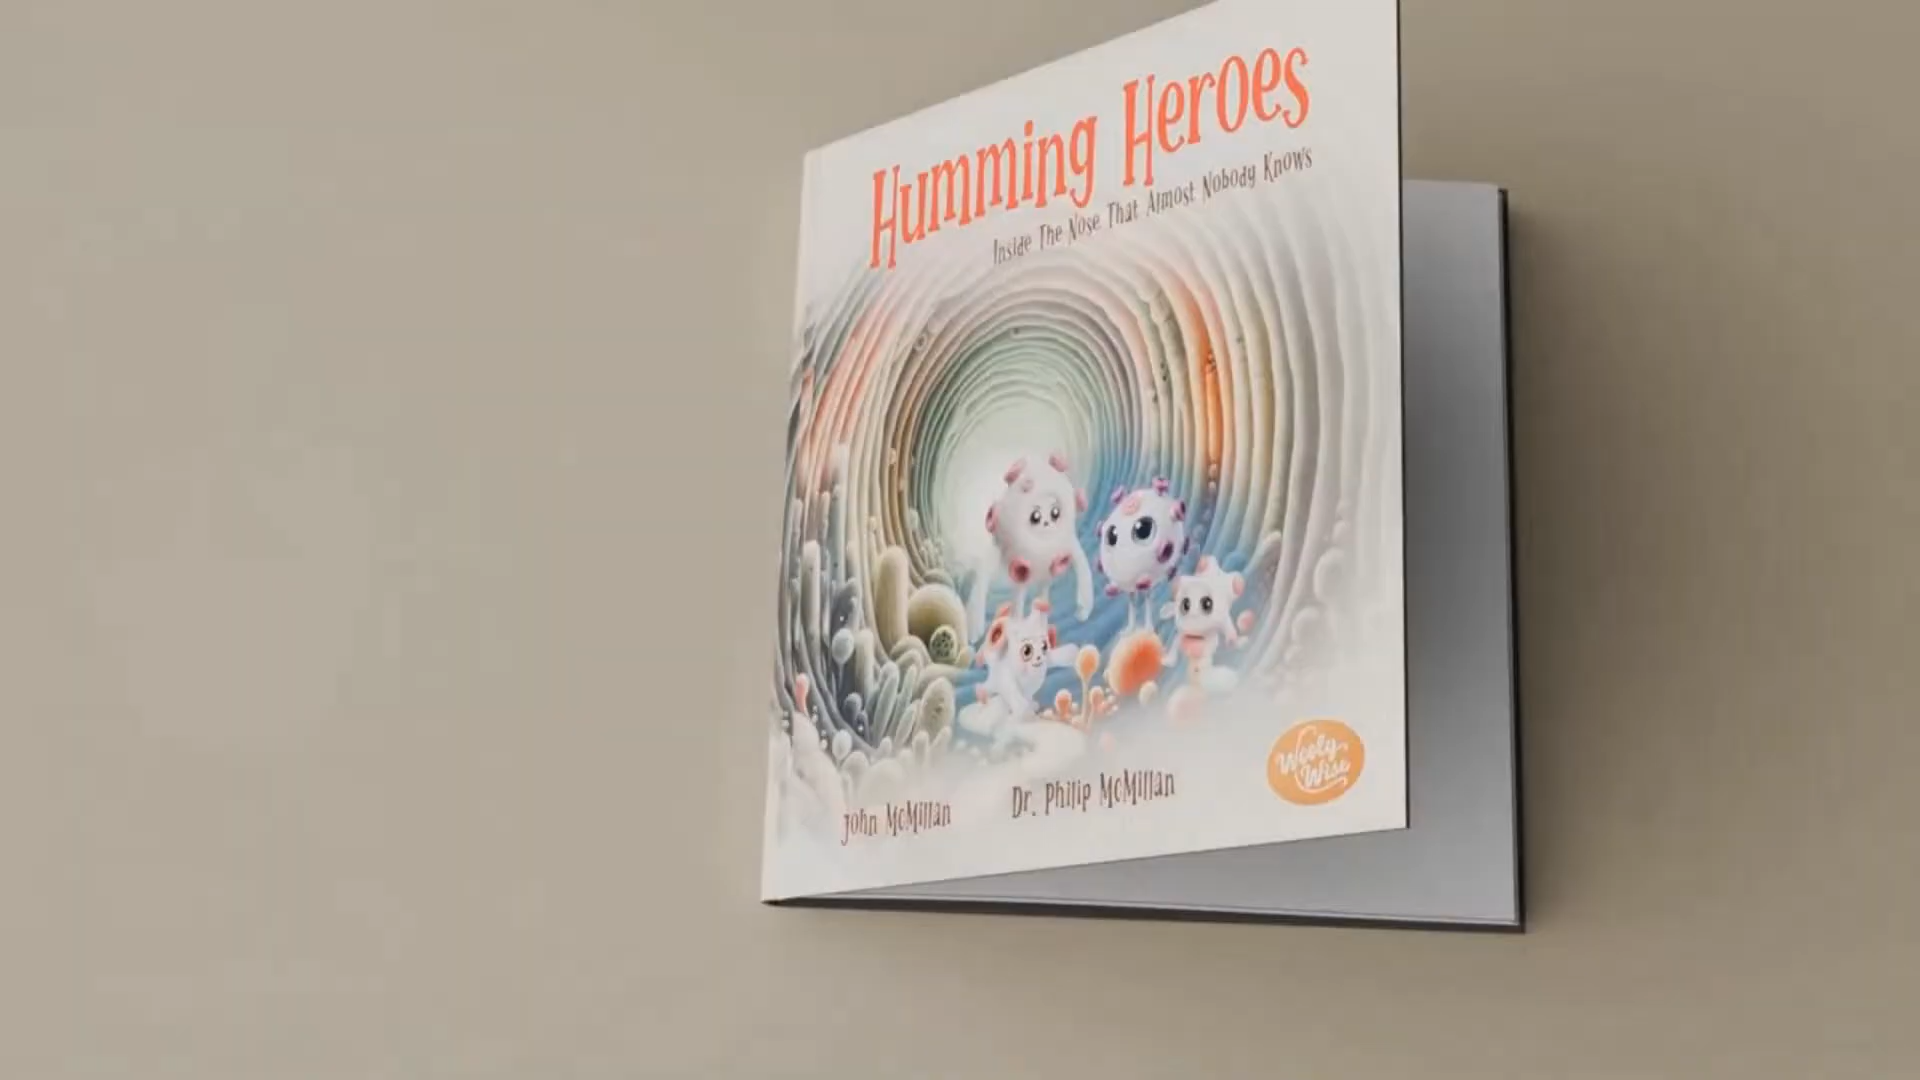 Humming Heroes
Inside The Nose That Almost Nobody Knows
John McMillan
Dr. Philip McMillan
Wooly
Wise